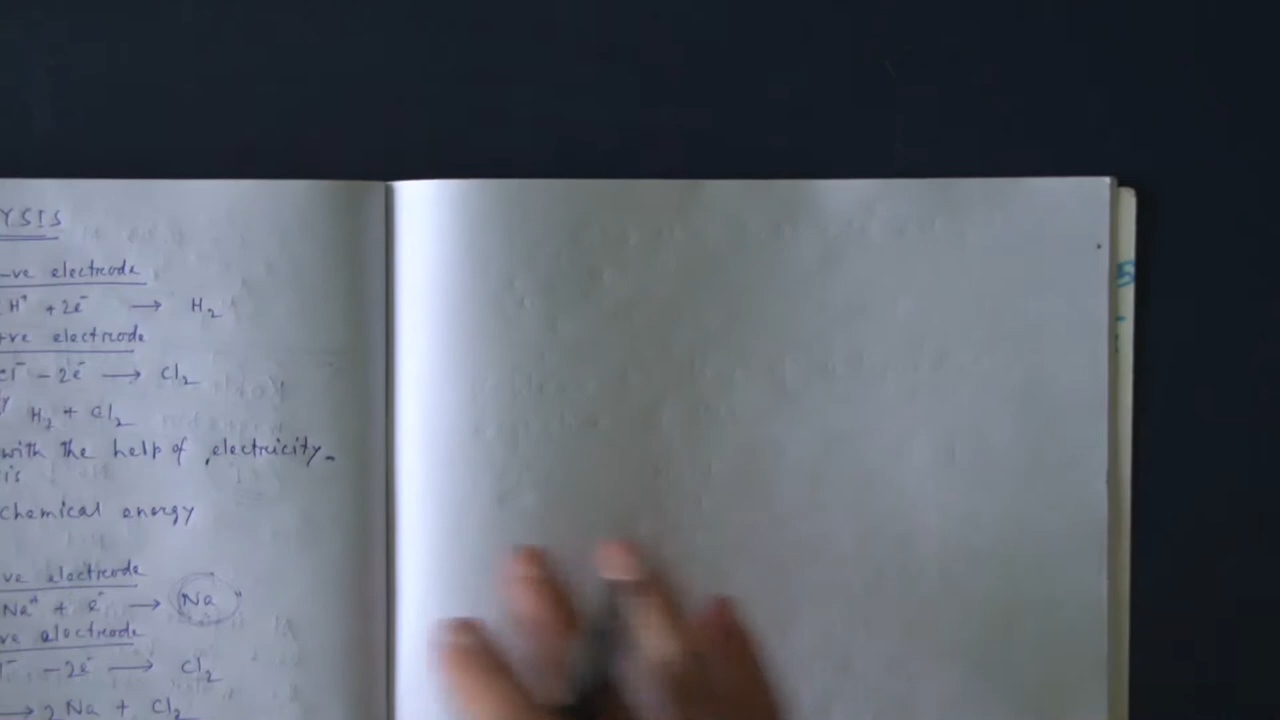 YSIS
-ve electrode
H⁺ + 2e⁻ → H₂
+ve electrode
Cl⁻ - 2e⁻ → Cl₂
H₂ + Cl₂
with the help of electricity.
is
chemical energy
ve electrode
Na⁺ + e⁻ → Na
ve electrode
- 2e⁻ → Cl₂
→ 2 Na + Cl₂
5